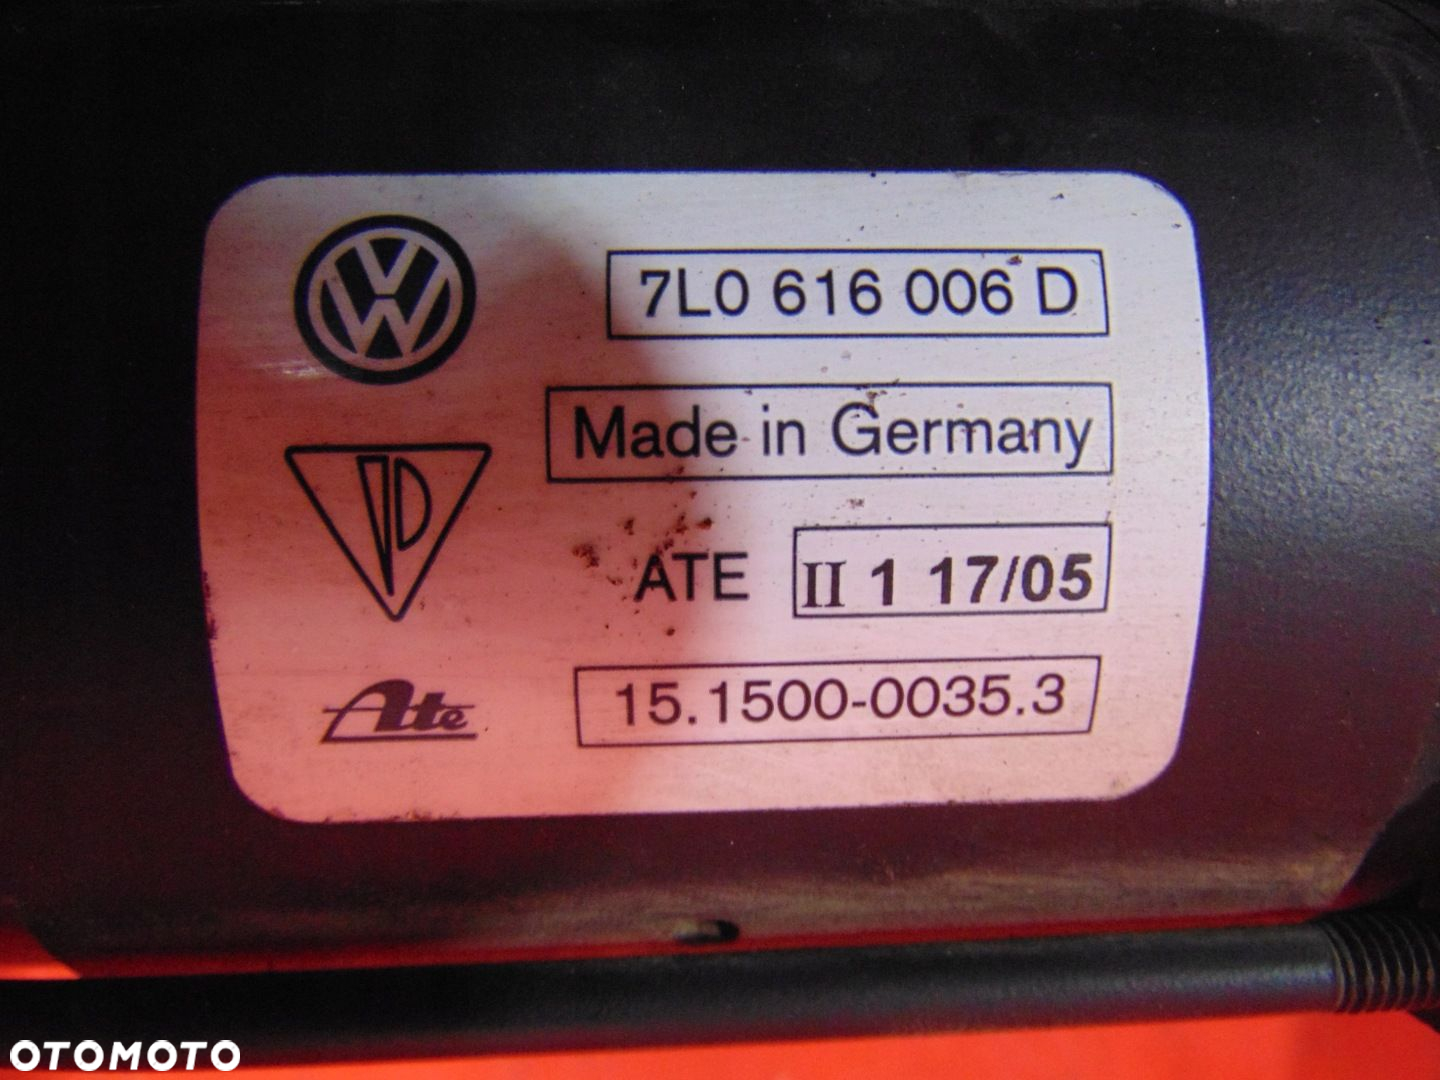 7L0 616 006 D
Made in Germany
ATE II 1 17/05
Ate 15.1500-0035.3
OTOMOTO